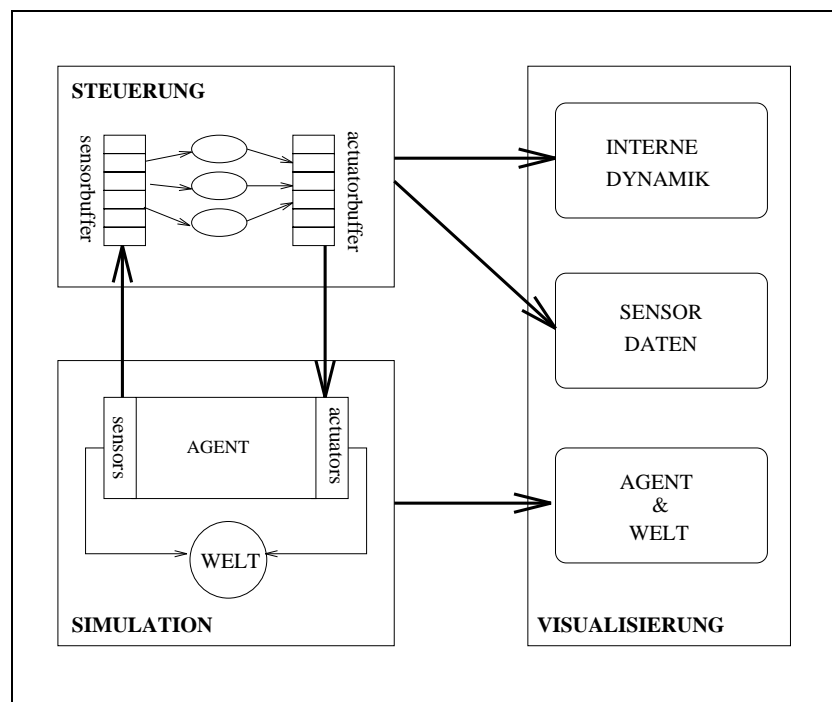 STEUERUNG
sensorbuffer
actuatorbuffer
INTERNE
DYNAMIK
SENSOR
DATEN
sensors
AGENT
actuators
WELT
SIMULATION
AGENT
&
WELT
VISUALISIERUNG